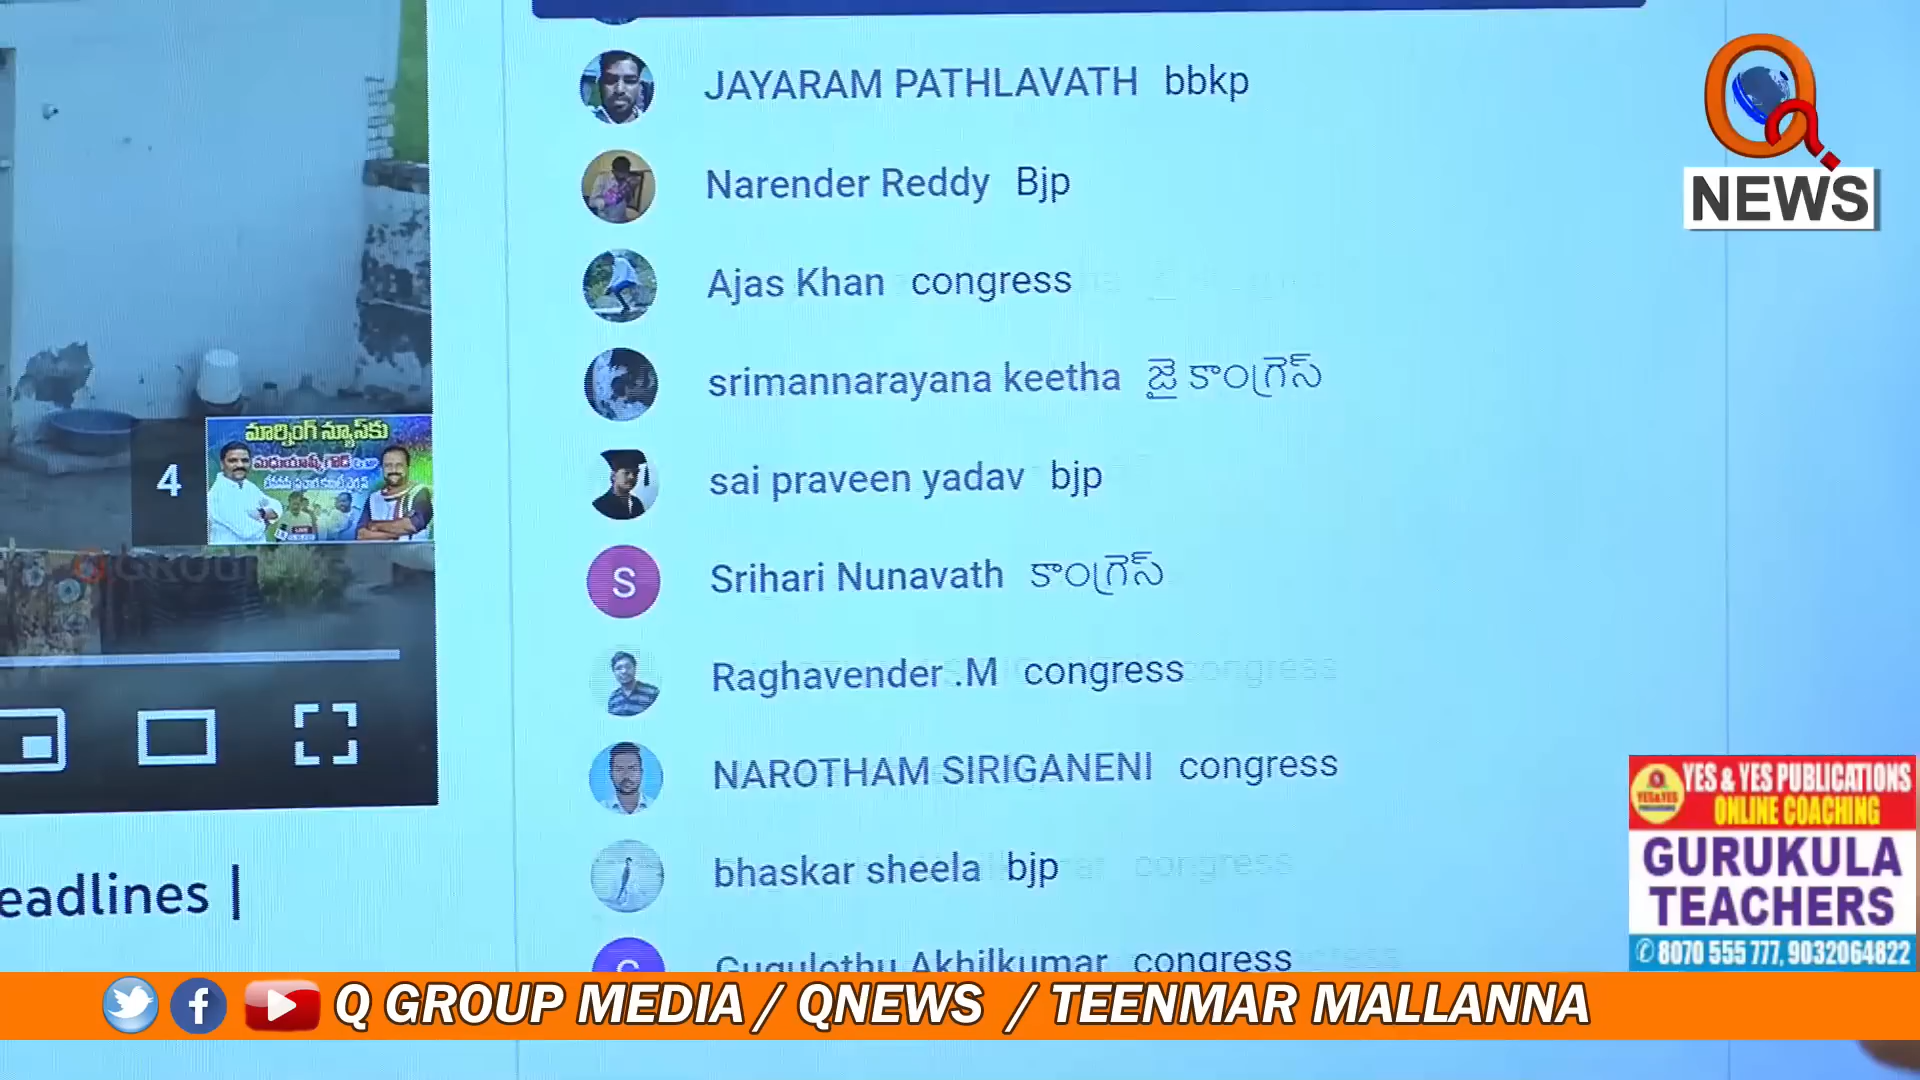 JAYARAM PATHLAVATH bbkp
Narender Reddy Bjp
Ajas Khan congress
srimannarayana keetha జై కాంగ్రెస్
sai praveen yadav bjp
Srihari Nunavath కాంగ్రెస్
S
Raghavender .M congress
NAROTHAM SIRIGANENI congress
bhaskar sheela bjp
Gugulothu Akhilkumar congress
4
మార్నింగ్ న్యూస్‌కు
eadlines |
Q
NEWS
YES & YES PUBLICATIONS
ONLINE COACHING
GURUKULA
TEACHERS
8070 555 777, 9032064822
Q GROUP MEDIA / QNEWS / TEENMAR MALLANNA